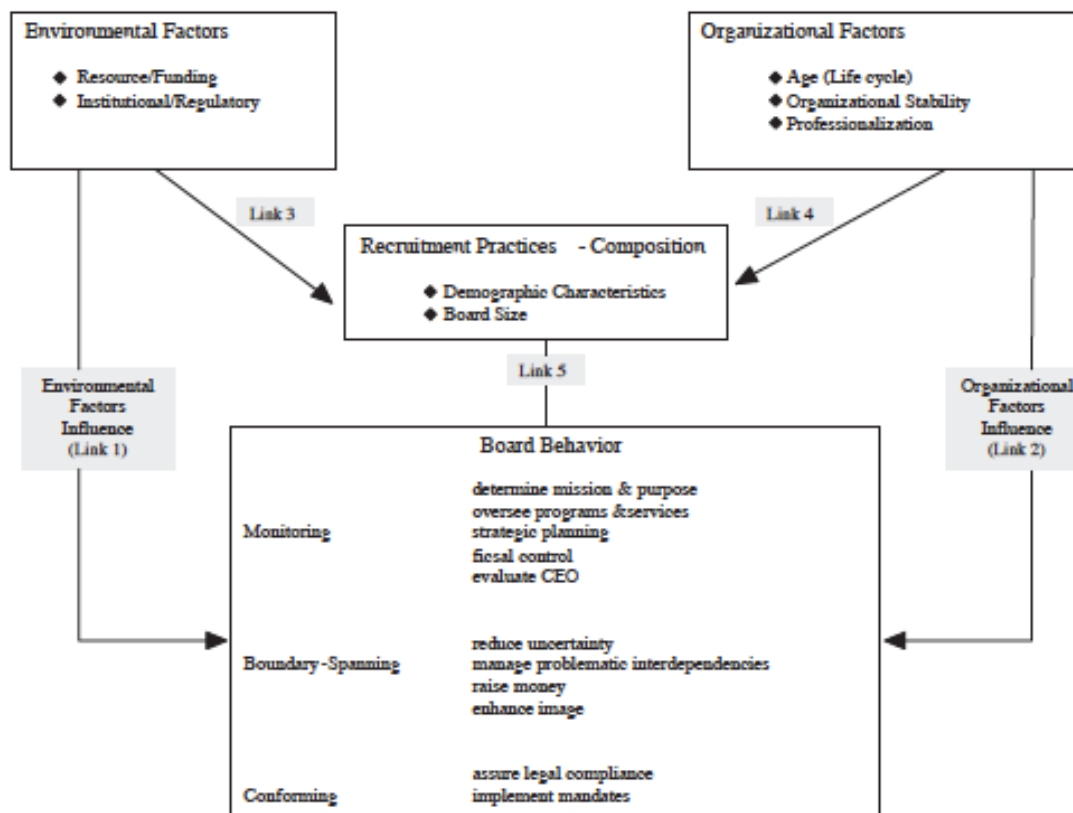 Environmental Factors
◆ Resource/Funding
◆ Institutional/Regulatory
Organizational Factors
◆ Age (Life cycle)
◆ Organizational Stability
◆ Professionalization
Link 3
Link 4
Recruitment Practices - Composition
◆ Demographic Characteristics
◆ Board Size
Link 5
Environmental
Factors
Influence
(Link 1)
Organizational
Factors
Influence
(Link 2)
Board Behavior
Monitoring
determine mission & purpose
oversee programs &services
strategic planning
ficsal control
evaluate CEO
Boundary-Spanning
reduce uncertainty
manage problematic interdependencies
raise money
enhance image
Conforming
assure legal compliance
implement mandates